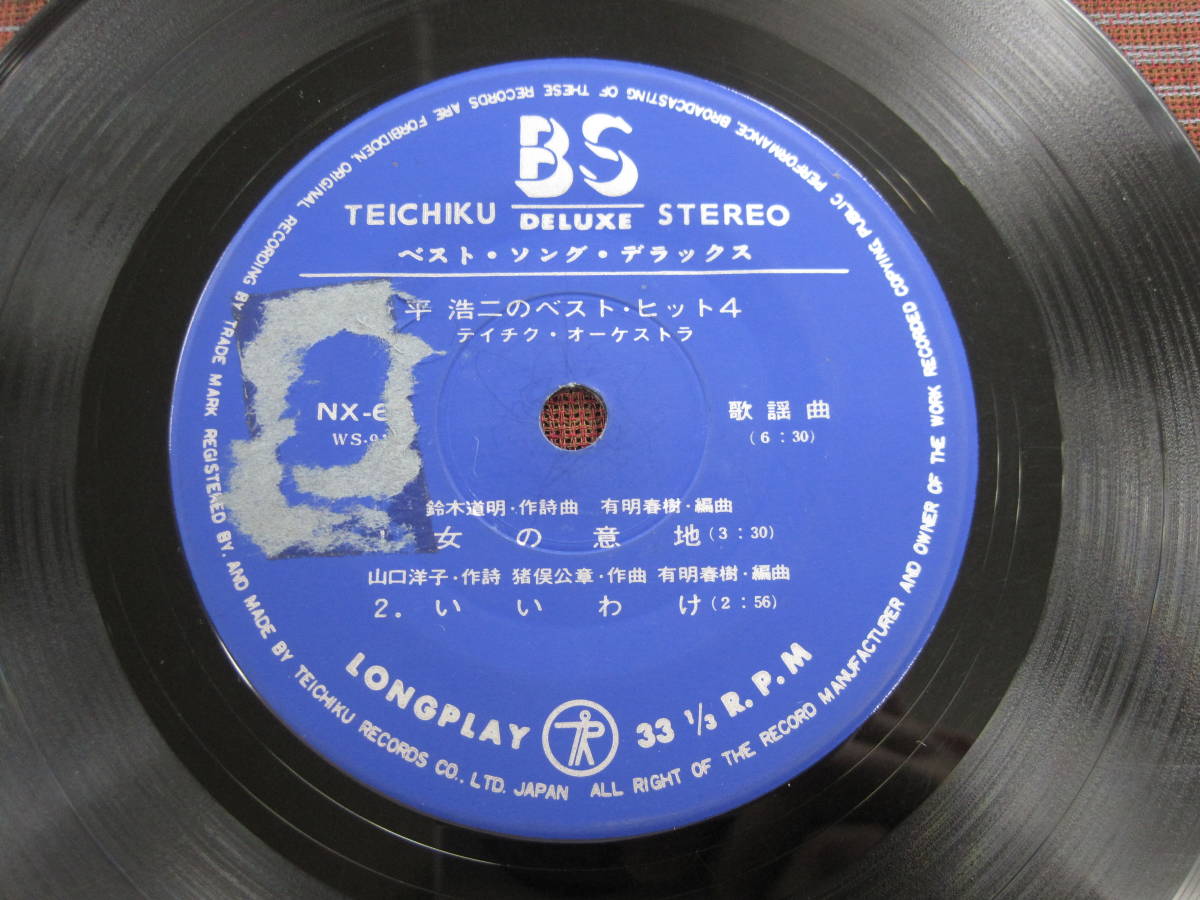 BS
TEICHIKU DELUXE STEREO
ベスト・ソング・デラックス
平 浩二のベスト・ヒット4
テイチク・オーケストラ
NX-6
歌謡曲
WS-91
(6:30)
鈴木道明・作詩曲 有明春樹・編曲
女の意地(3:30)
山口洋子・作詩 猪俣公章・作曲 有明春樹・編曲
2. いいわけ(2:56)
LONGPLAY 33 1/3 R.P.M
ALL RIGHT OF THE RECORD MANUFACTURER AND OWNER OF THE WORK RECORDED COPYING PUBLIC PERFORMANCE, BROADCASTING OF THESE RECORDS ARE FORBIDDEN, ORIGINAL RECORDING BY TRADE MARK REGISTERED BY. AND MADE BY TEICHIKU RECORDS CO., LTD. JAPAN